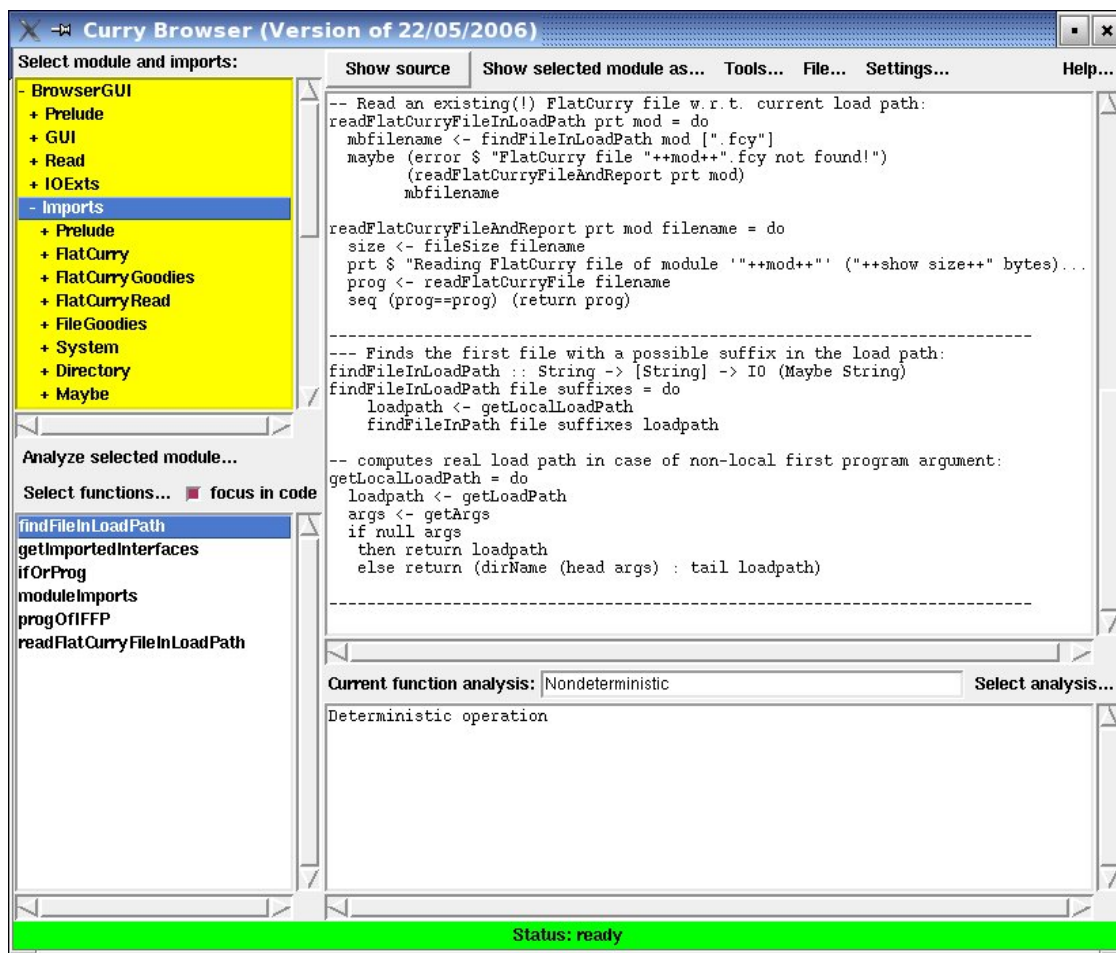 Curry Browser (Version of 22/05/2006)
Select module and imports:
- BrowserGUI
+ Prelude
+ GUI
+ Read
+ IOExts
- Imports
+ Prelude
+ FlatCurry
+ FlatCurryGoodies
+ FlatCurryRead
+ FileGoodies
+ System
+ Directory
+ Maybe
Analyze selected module...
Select functions... focus in code
findFileInLoadPath
getImportedInterfaces
ifOrProg
moduleImports
progOfIFFP
readFlatCurryFileInLoadPath
Show source Show selected module as... Tools... File... Settings... Help...
-- Read an existing(!) FlatCurry file w.r.t. current load path:
readFlatCurryFileInLoadPath prt mod = do
  mbfilename <- findFileInLoadPath mod [".fcy"]
  maybe (error $ "FlatCurry file "++mod++".fcy not found!")
        (readFlatCurryFileAndReport prt mod)
        mbfilename
readFlatCurryFileAndReport prt mod filename = do
  size <- fileSize filename
  prt $ "Reading FlatCurry file of module '"++mod++"' ("++show size++" bytes)...
  prog <- readFlatCurryFile filename
  seq (prog==prog) (return prog)
---------------------------------------------------------------------------
--- Finds the first file with a possible suffix in the load path:
findFileInLoadPath :: String -> [String] -> IO (Maybe String)
findFileInLoadPath file suffixes = do
    loadpath <- getLocalLoadPath
    findFileInPath file suffixes loadpath
-- computes real load path in case of non-local first program argument:
getLocalLoadPath = do
  loadpath <- getLoadPath
  args <- getArgs
  if null args
   then return loadpath
   else return (dirName (head args) : tail loadpath)
---------------------------------------------------------------------------
Current function analysis: Nondeterministic Select analysis...
Deterministic operation
Status: ready